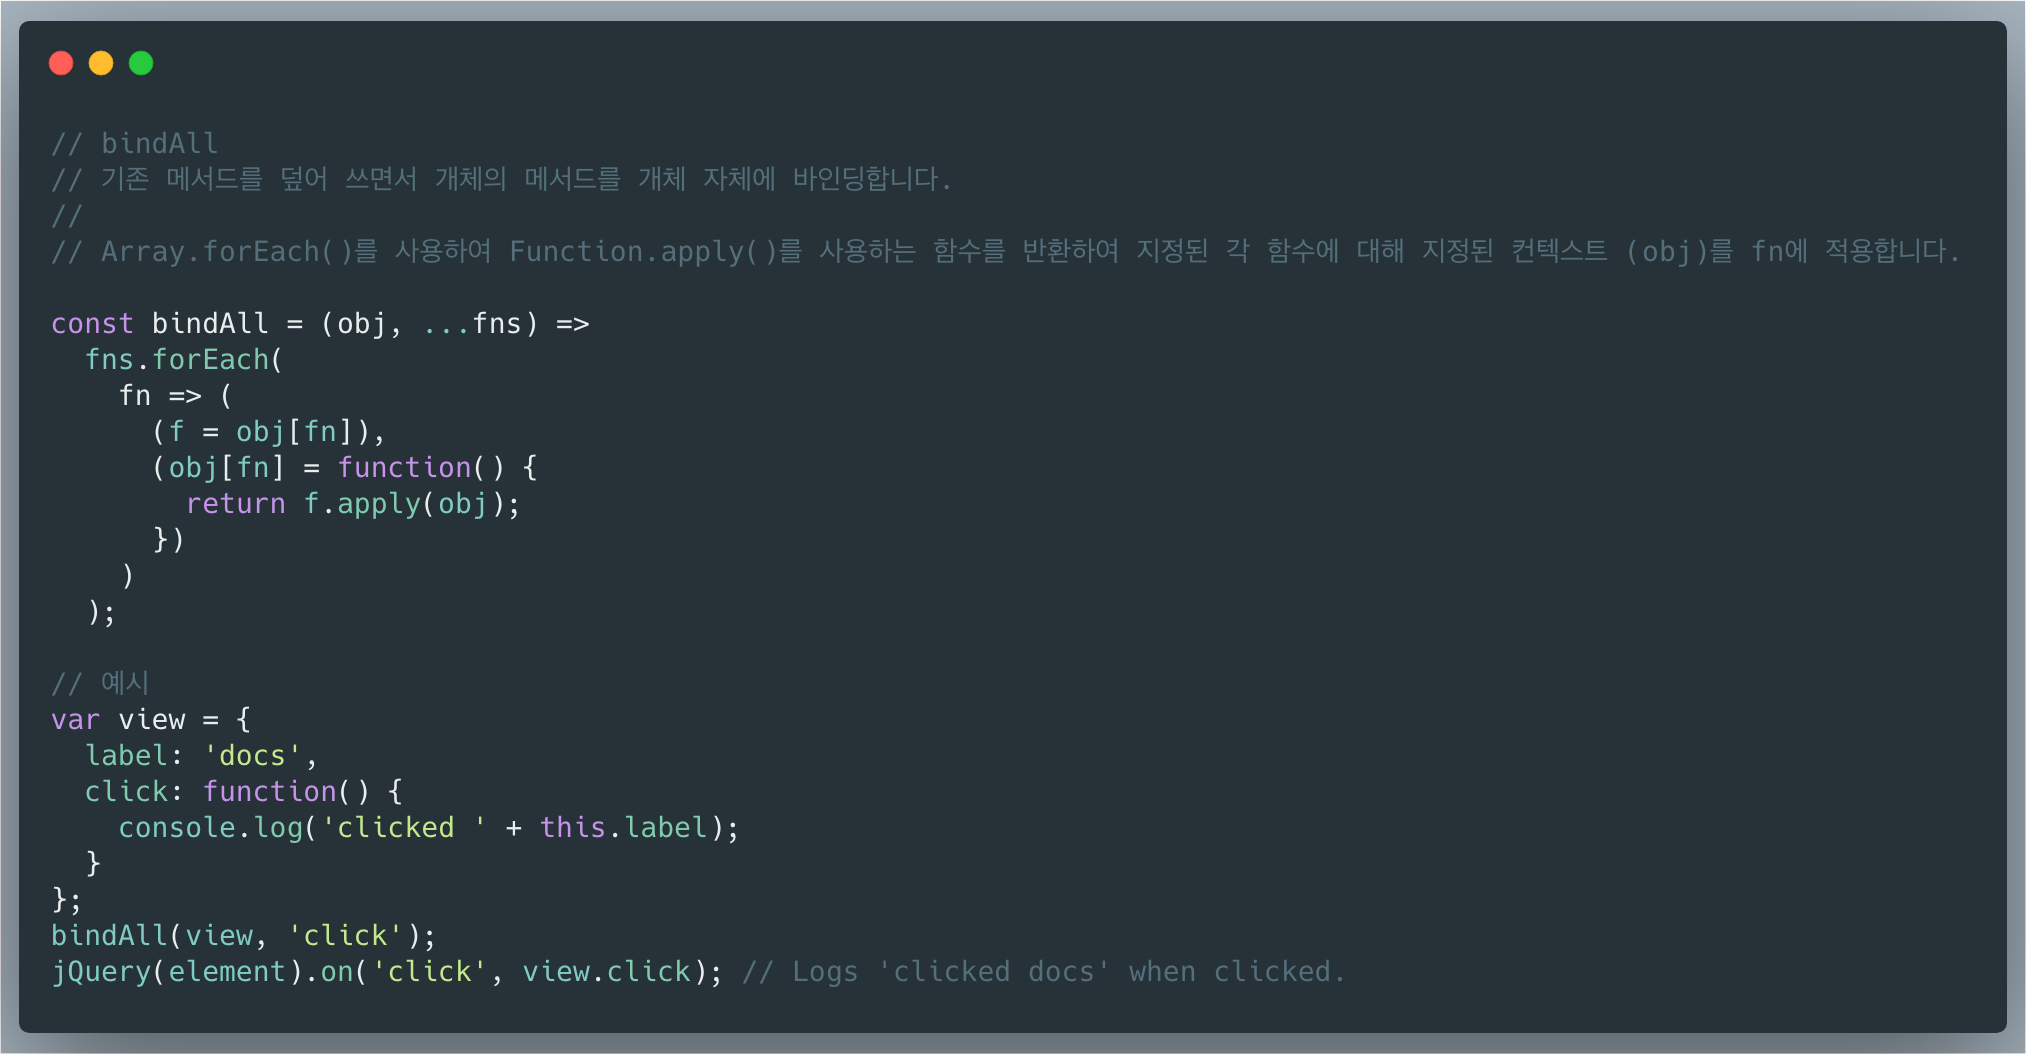 // bindAll
// 기존 메서드를 덮어 쓰면서 개체의 메서드를 개체 자체에 바인딩합니다.
//
// Array.forEach()를 사용하여 Function.apply()를 사용하는 함수를 반환하여 지정된 각 함수에 대해 지정된 컨텍스트 (obj)를 fn에 적용합니다.

const bindAll = (obj, ...fns) =>
  fns.forEach(
    fn => (
      (f = obj[fn]),
      (obj[fn] = function() {
        return f.apply(obj);
      })
    )
  );

// 예시
var view = {
  label: 'docs',
  click: function() {
    console.log('clicked ' + this.label);
  }
};
bindAll(view, 'click');
jQuery(element).on('click', view.click); // Logs 'clicked docs' when clicked.